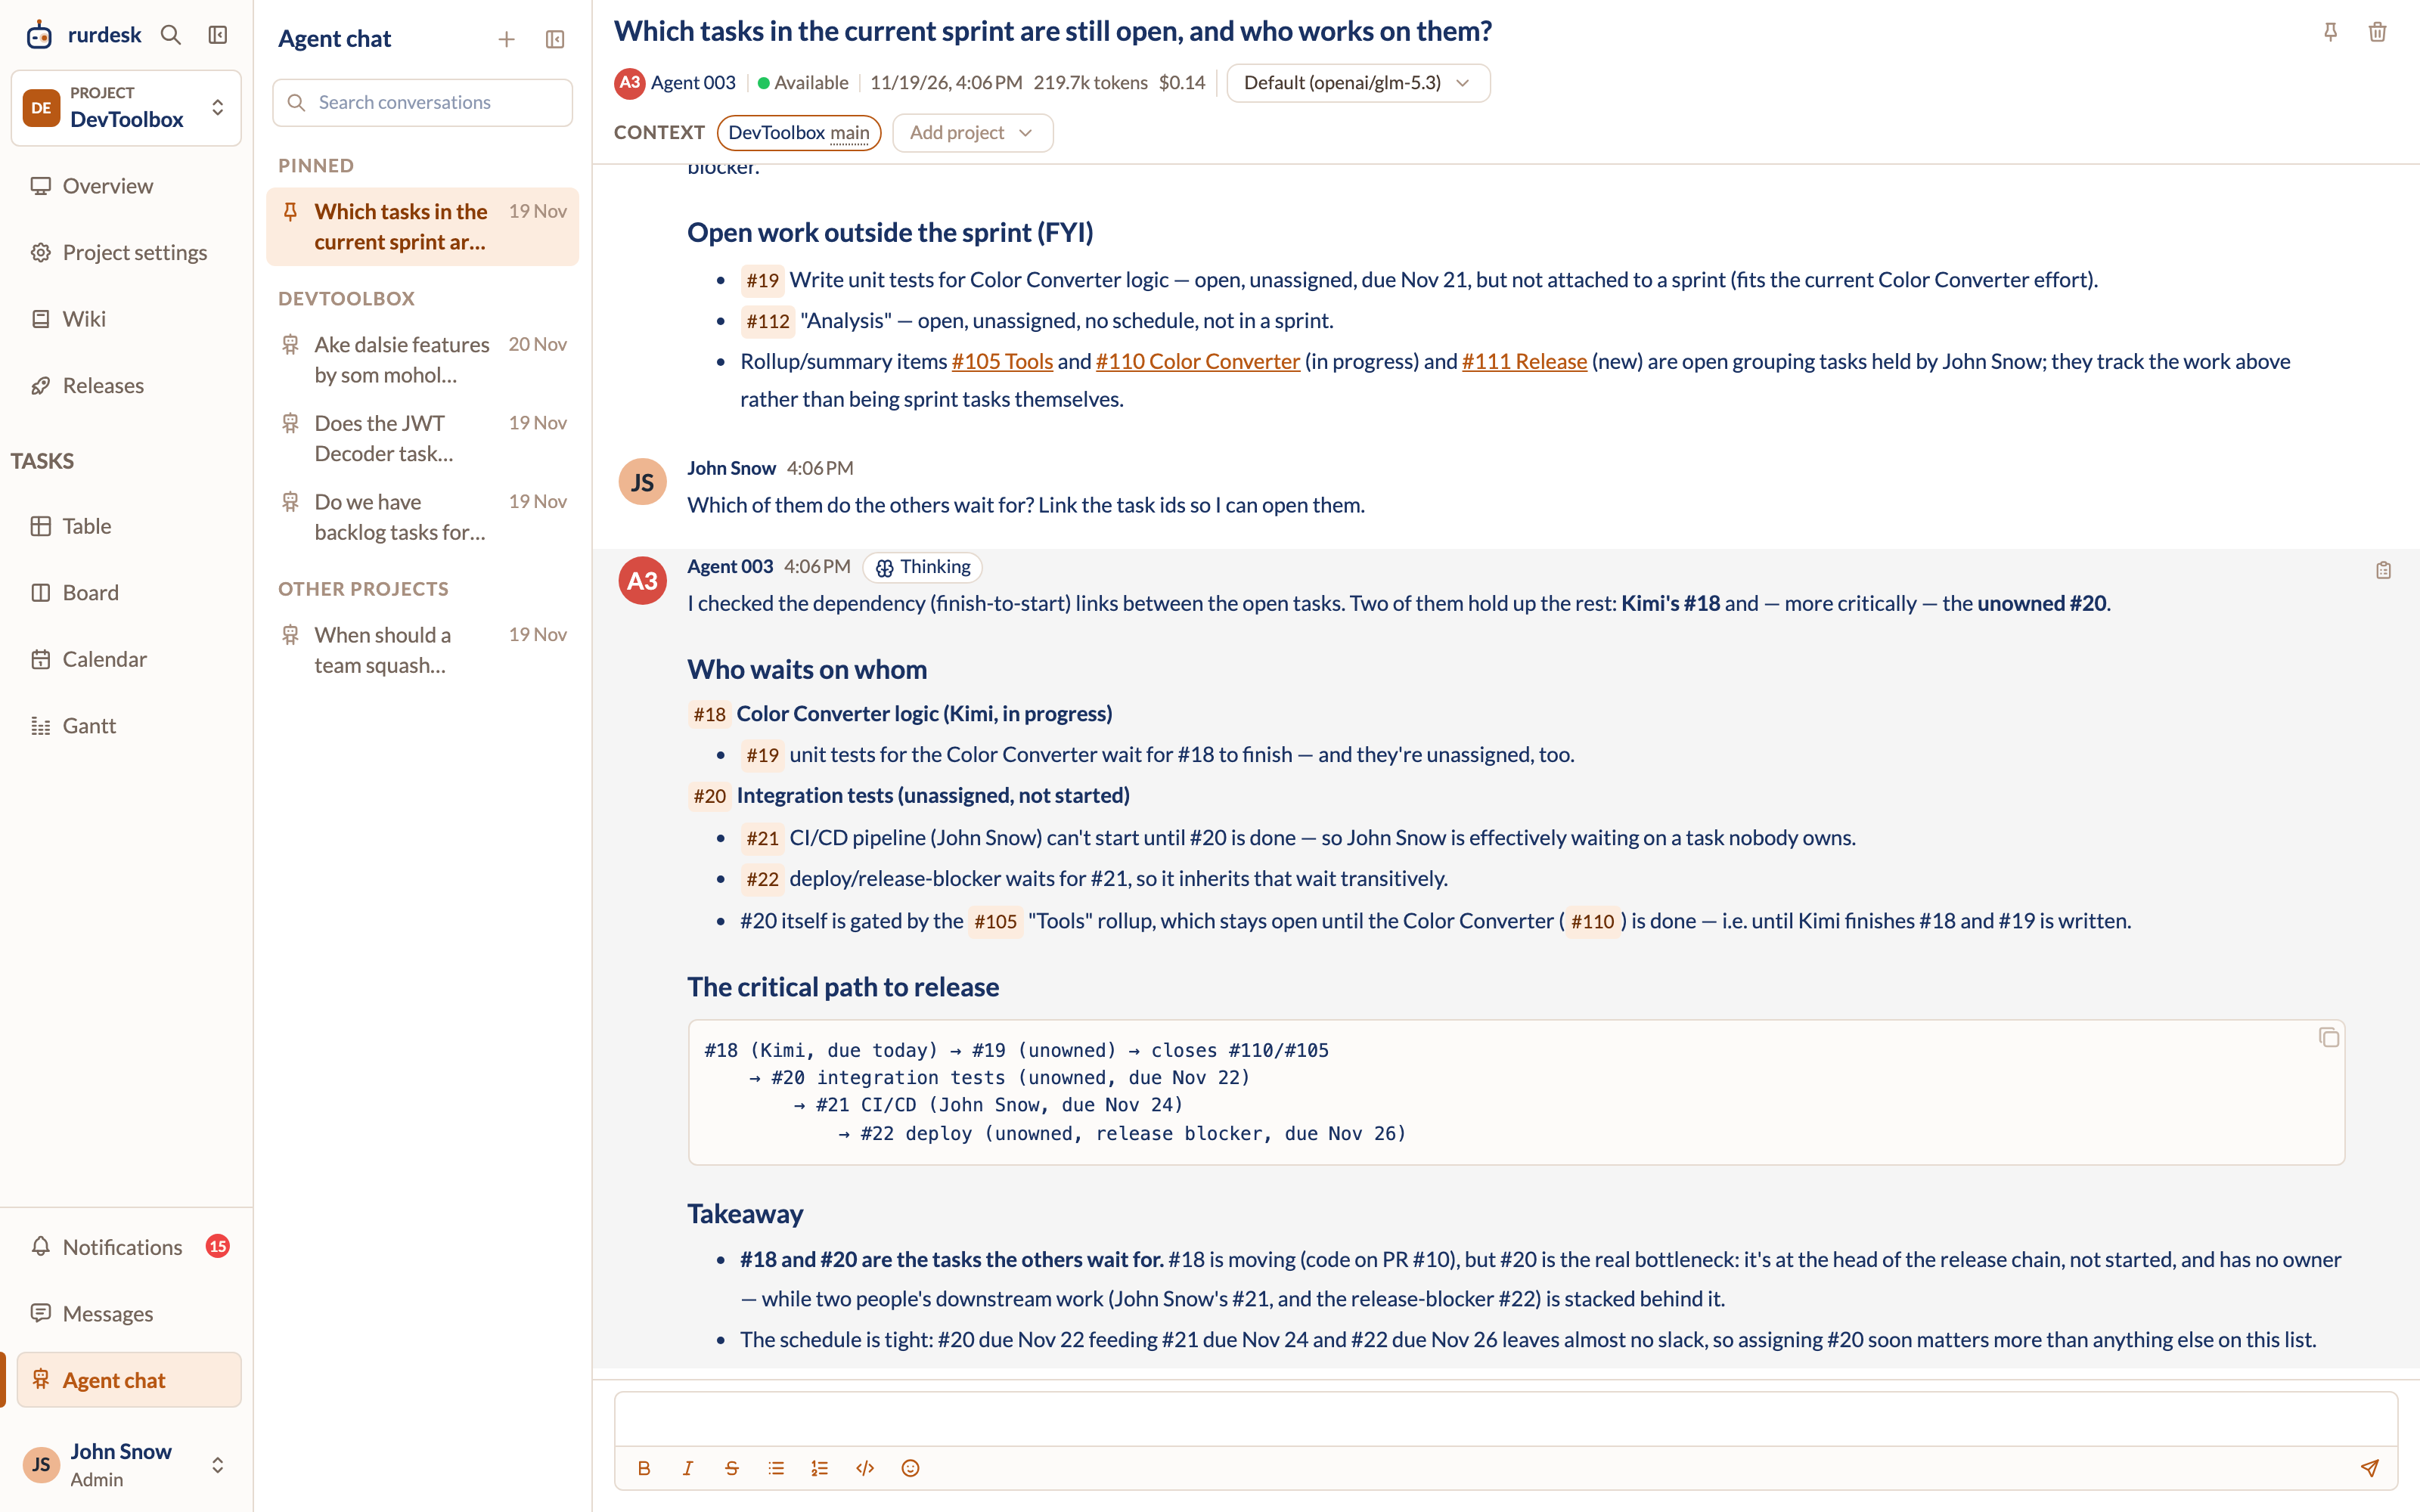 rurdesk
PROJECT
DE
DevToolbox
Overview
Project settings
Wiki
Releases
TASKS
Table
Board
Calendar
Gantt
Notifications
15
Messages
Agent chat
JS
John Snow
Admin
Agent chat
Search conversations
PINNED
Which tasks in the
19 Nov
current sprint ar...
DEVTOOLBOX
Ake dalsie features
20 Nov
by som mohol...
Does the JWT
19 Nov
Decoder task...
Do we have
19 Nov
backlog tasks for...
OTHER PROJECTS
When should a
19 Nov
team squash...
Which tasks in the current sprint are still open, and who works on them?
A3 Agent 003 Available 11/19/26, 4:06 PM 219.7k tokens $0.14 Default (openai/glm-5.3)
CONTEXT DevToolbox main Add project
blocker.
Open work outside the sprint (FYI)
• #19 Write unit tests for Color Converter logic — open, unassigned, due Nov 21, but not attached to a sprint (fits the current Color Converter effort).
• #112 "Analysis" — open, unassigned, no schedule, not in a sprint.
• Rollup/summary items #105 Tools and #110 Color Converter (in progress) and #111 Release (new) are open grouping tasks held by John Snow; they track the work above
rather than being sprint tasks themselves.
JS
John Snow 4:06 PM
Which of them do the others wait for? Link the task ids so I can open them.
A3
Agent 003 4:06 PM Thinking
I checked the dependency (finish-to-start) links between the open tasks. Two of them hold up the rest: Kimi's #18 and — more critically — the unowned #20.
Who waits on whom
#18 Color Converter logic (Kimi, in progress)
• #19 unit tests for the Color Converter wait for #18 to finish — and they're unassigned, too.
#20 Integration tests (unassigned, not started)
• #21 CI/CD pipeline (John Snow) can't start until #20 is done — so John Snow is effectively waiting on a task nobody owns.
• #22 deploy/release-blocker waits for #21, so it inherits that wait transitively.
• #20 itself is gated by the #105 "Tools" rollup, which stays open until the Color Converter ( #110 ) is done — i.e. until Kimi finishes #18 and #19 is written.
The critical path to release
#18 (Kimi, due today) → #19 (unowned) → closes #110/#105
→ #20 integration tests (unowned, due Nov 22)
→ #21 CI/CD (John Snow, due Nov 24)
→ #22 deploy (unowned, release blocker, due Nov 26)
Takeaway
• #18 and #20 are the tasks the others wait for. #18 is moving (code on PR #10), but #20 is the real bottleneck: it's at the head of the release chain, not started, and has no owner
— while two people's downstream work (John Snow's #21, and the release-blocker #22) is stacked behind it.
• The schedule is tight: #20 due Nov 22 feeding #21 due Nov 24 and #22 due Nov 26 leaves almost no slack, so assigning #20 soon matters more than anything else on this list.